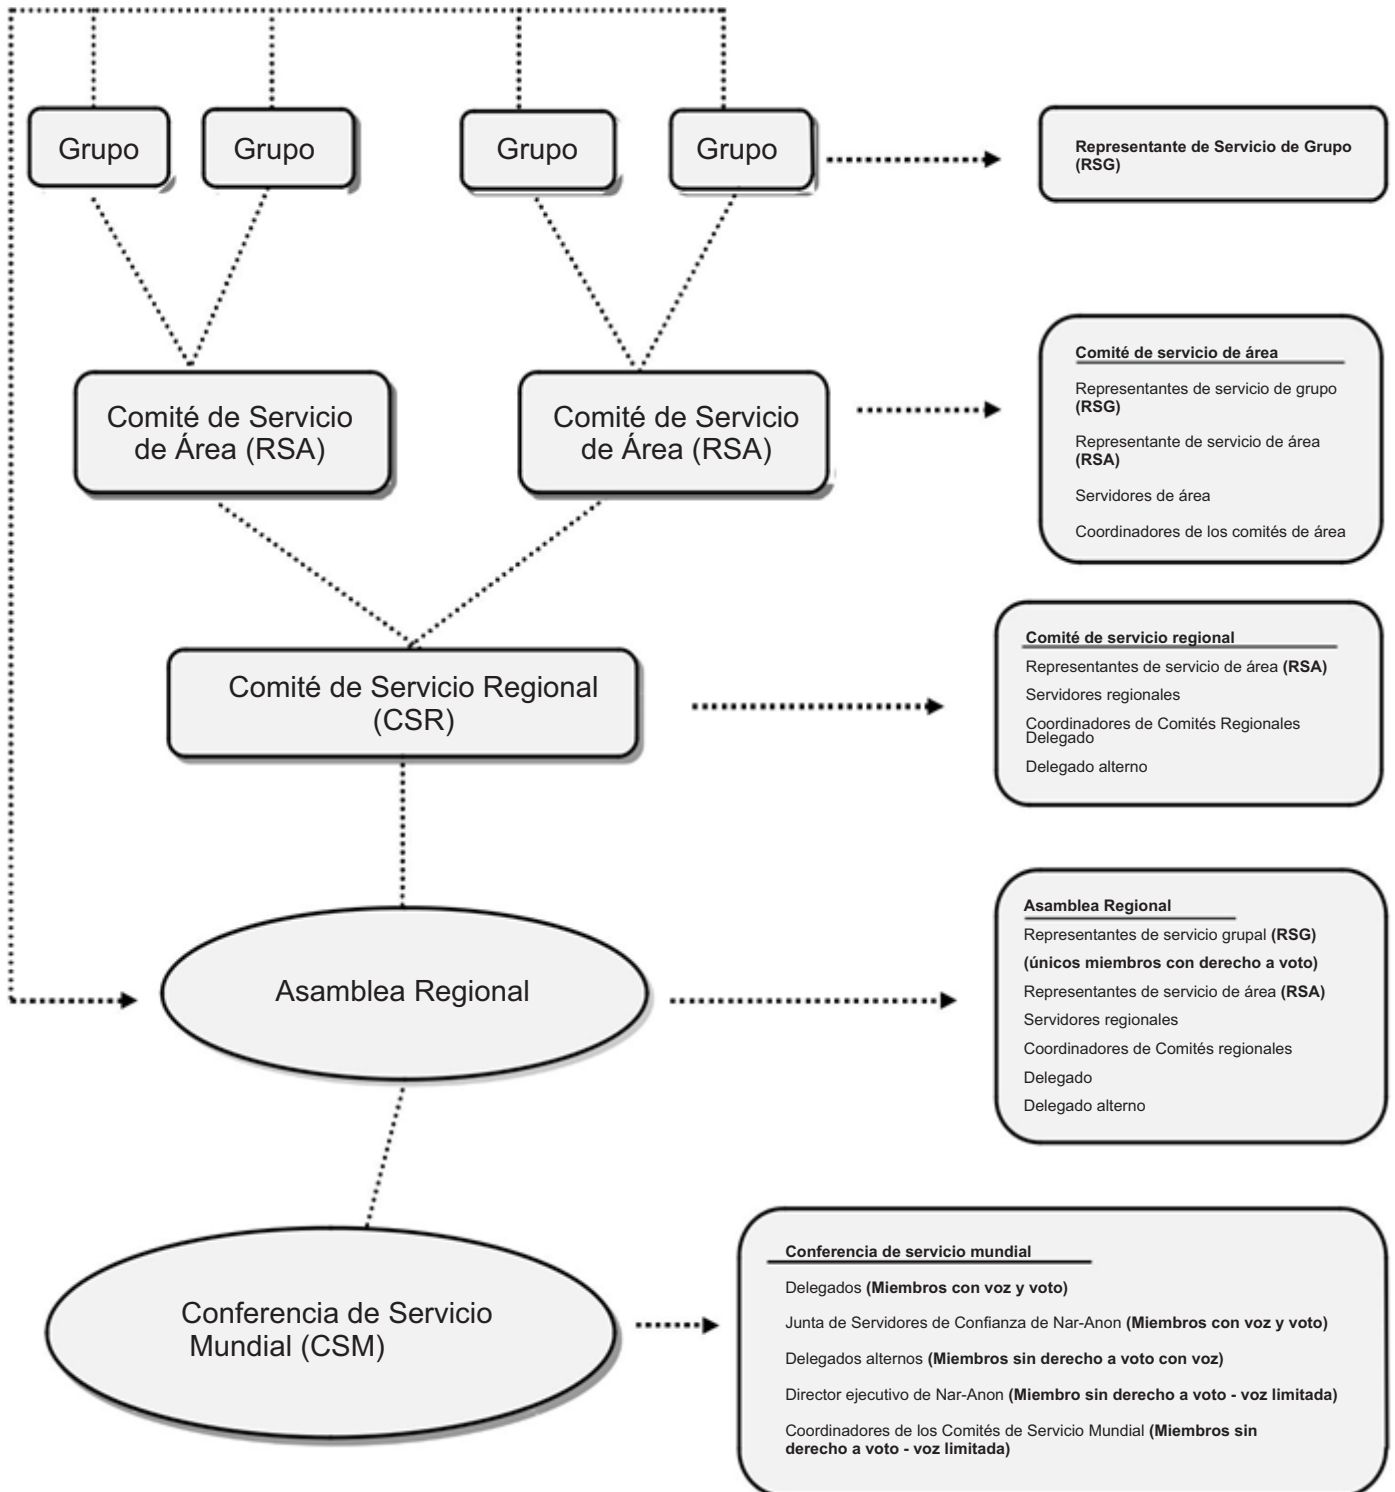 Grupo
Grupo
Grupo
Grupo
Representante de Servicio de Grupo
(RSG)
Comité de Servicio
de Área (RSA)
Comité de Servicio
de Área (RSA)
Comité de servicio de área
Representantes de servicio de grupo
(RSG)
Representante de servicio de área
(RSA)
Servidores de área
Coordinadores de los comités de área
Comité de Servicio Regional
(CSR)
Comité de servicio regional
Representantes de servicio de área (RSA)
Servidores regionales
Coordinadores de Comités Regionales
Delegado
Delegado alterno
Asamblea Regional
Asamblea Regional
Representantes de servicio grupal (RSG)
(únicos miembros con derecho a voto)
Representantes de servicio de área (RSA)
Servidores regionales
Coordinadores de Comités regionales
Delegado
Delegado alterno
Conferencia de Servicio
Mundial (CSM)
Conferencia de servicio mundial
Delegados (Miembros con voz y voto)
Junta de Servidores de Confianza de Nar-Anon (Miembros con voz y voto)
Delegados alternos (Miembros sin derecho a voto con voz)
Director ejecutivo de Nar-Anon (Miembro sin derecho a voto - voz limitada)
Coordinadores de los Comités de Servicio Mundial (Miembros sin
derecho a voto - voz limitada)